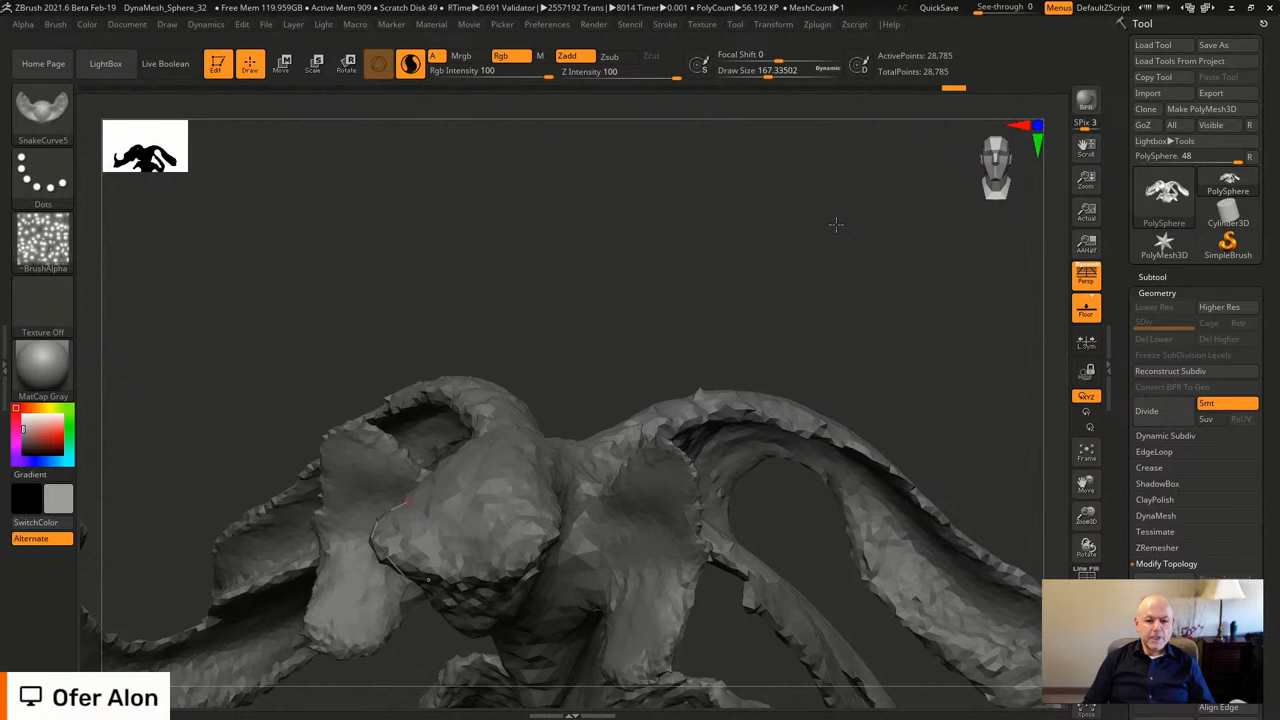 ZBrush 2021.6 Beta Feb-19 DynaMesh_Sphere_32 ● Free Mem 119.959GB ● Active Mem 909 ● Scratch Disk 49 ● RTime▶0.691 Validator▶2557192 Trans▶8014 Timer▶0.001 ● PolyCount▶56.192 KP ● MeshCount▶1 AC QuickSave See-through 0 Menus DefaultZScript
Alpha Brush Color Document Draw Dynamics Edit File Layer Light Macro Marker Material Movie Picker Preferences Render Stencil Stroke Texture Tool Transform Zplugin Zscript Help
Home Page LightBox Live Boolean Edit Draw Move Scale Rotate A Mrgb Rgb M Zadd Zsub Zcut
Rgb Intensity 100 Z Intensity 100
Focal Shift 0
Draw Size 167.33502 Dynamic
S D
ActivePoints: 28,785
TotalPoints: 28,785
SnakeCurve5
Dots
~BrushAlpha
Texture Off
MatCap Gray
Gradient
SwitchColor
Alternate
BPR
SPix 3
Scroll
Zoom
Actual
AAHalf
Dynamic
Persp
Floor
L.Sym
XYZ
Frame
Move
Zoom3D
Rotate
Line Fill
Tool
Load Tool Save As
Load Tools From Project
Copy Tool Paste Tool
Import Export
Clone Make PolyMesh3D
GoZ All Visible R
Lightbox▶Tools
PolySphere. 48 R
PolySphere PolySphere
Cylinder3D
PolyMesh3D SimpleBrush
Subtool
Geometry
Lower Res Higher Res
SDiv Cage Rstr
Del Lower Del Higher
Freeze SubDivision Levels
Reconstruct Subdiv
Convert BPR To Geo
Divide Smt
Suv ReUV
Dynamic Subdiv
EdgeLoop
Crease
ShadowBox
ClayPolish
DynaMesh
Tessimate
ZRemesher
Modify Topology
Align Edge
Xpose
Ofer Alon